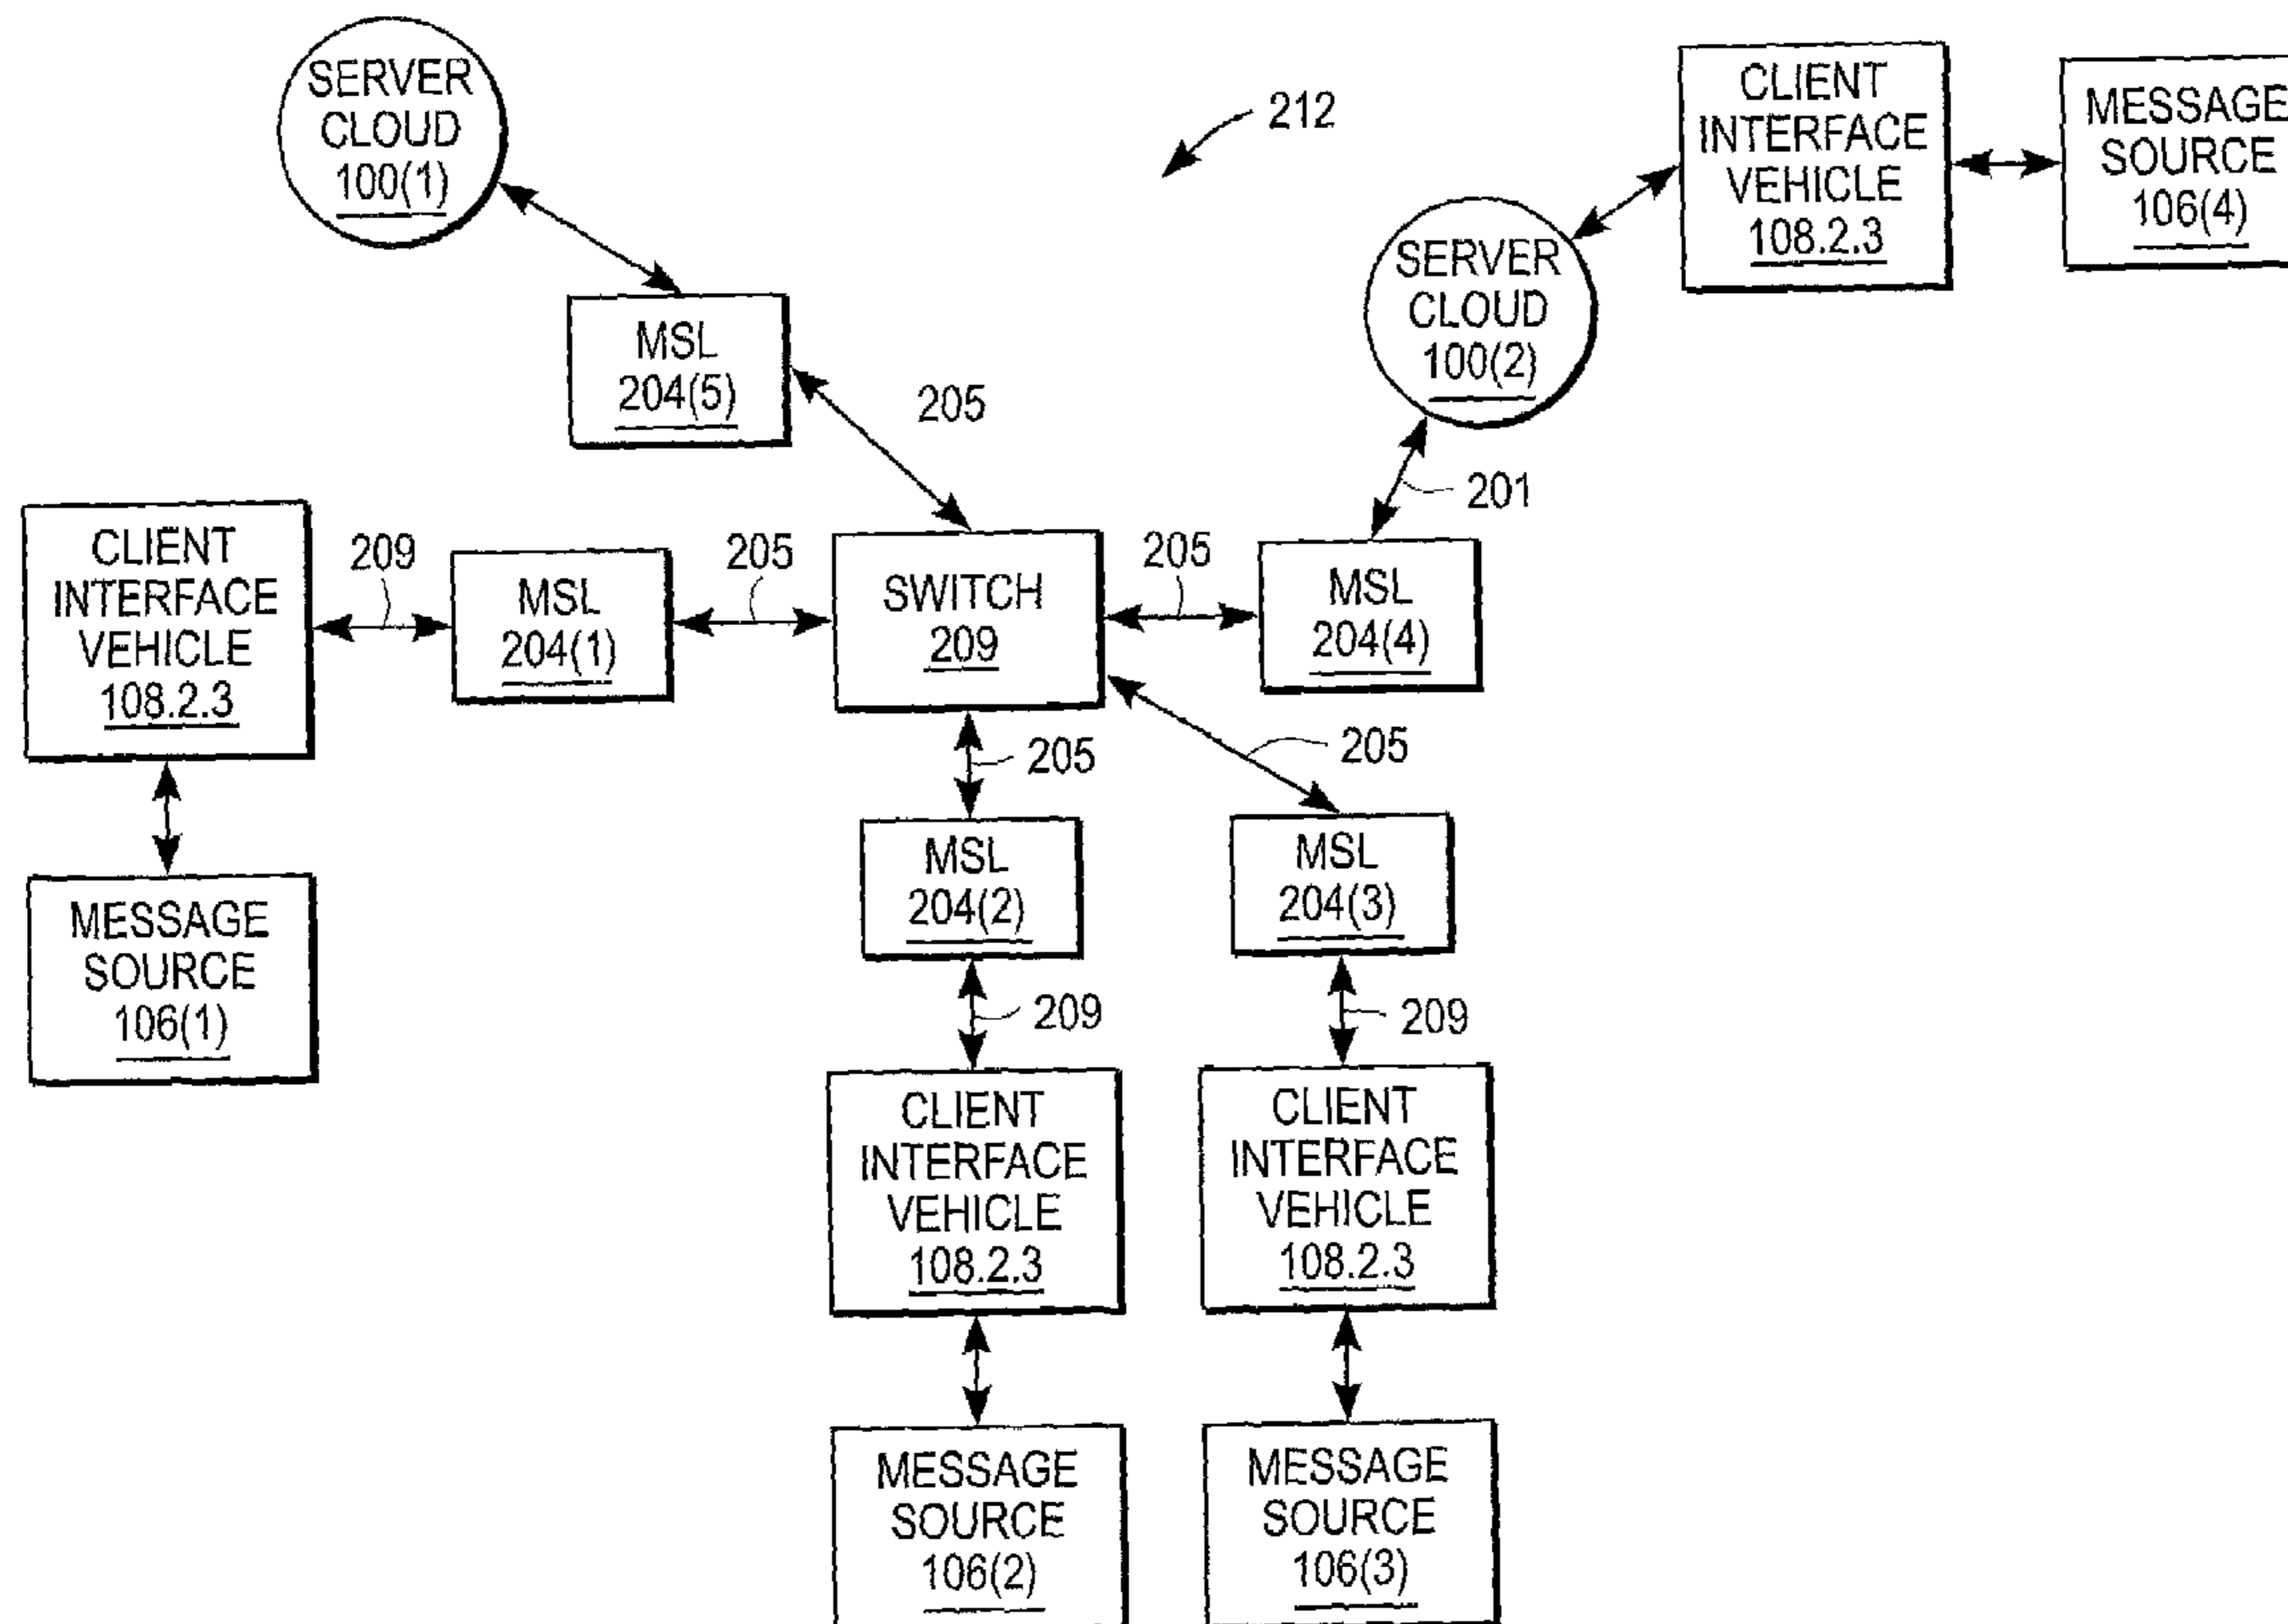 SERVER
CLOUD
100(1)
212
CLIENT
INTERFACE
VEHICLE
108.2.3
MESSAGE
SOURCE
106(4)
SERVER
CLOUD
100(2)
MSL
204(5)
205
201
CLIENT
INTERFACE
VEHICLE
108.2.3
209
MSL
204(1)
205
SWITCH
209
205
MSL
204(4)
205
205
MESSAGE
SOURCE
106(1)
MSL
204(2)
MSL
204(3)
209
209
CLIENT
INTERFACE
VEHICLE
108.2.3
CLIENT
INTERFACE
VEHICLE
108.2.3
MESSAGE
SOURCE
106(2)
MESSAGE
SOURCE
106(3)